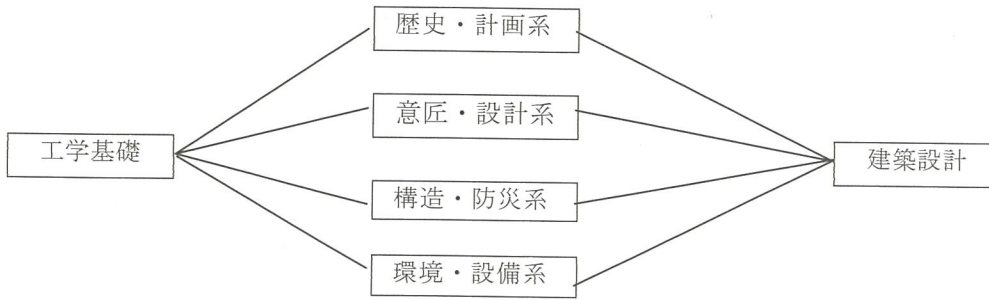 歴史・計画系
意匠・設計系
工学基礎
建築設計
構造・防災系
環境・設備系